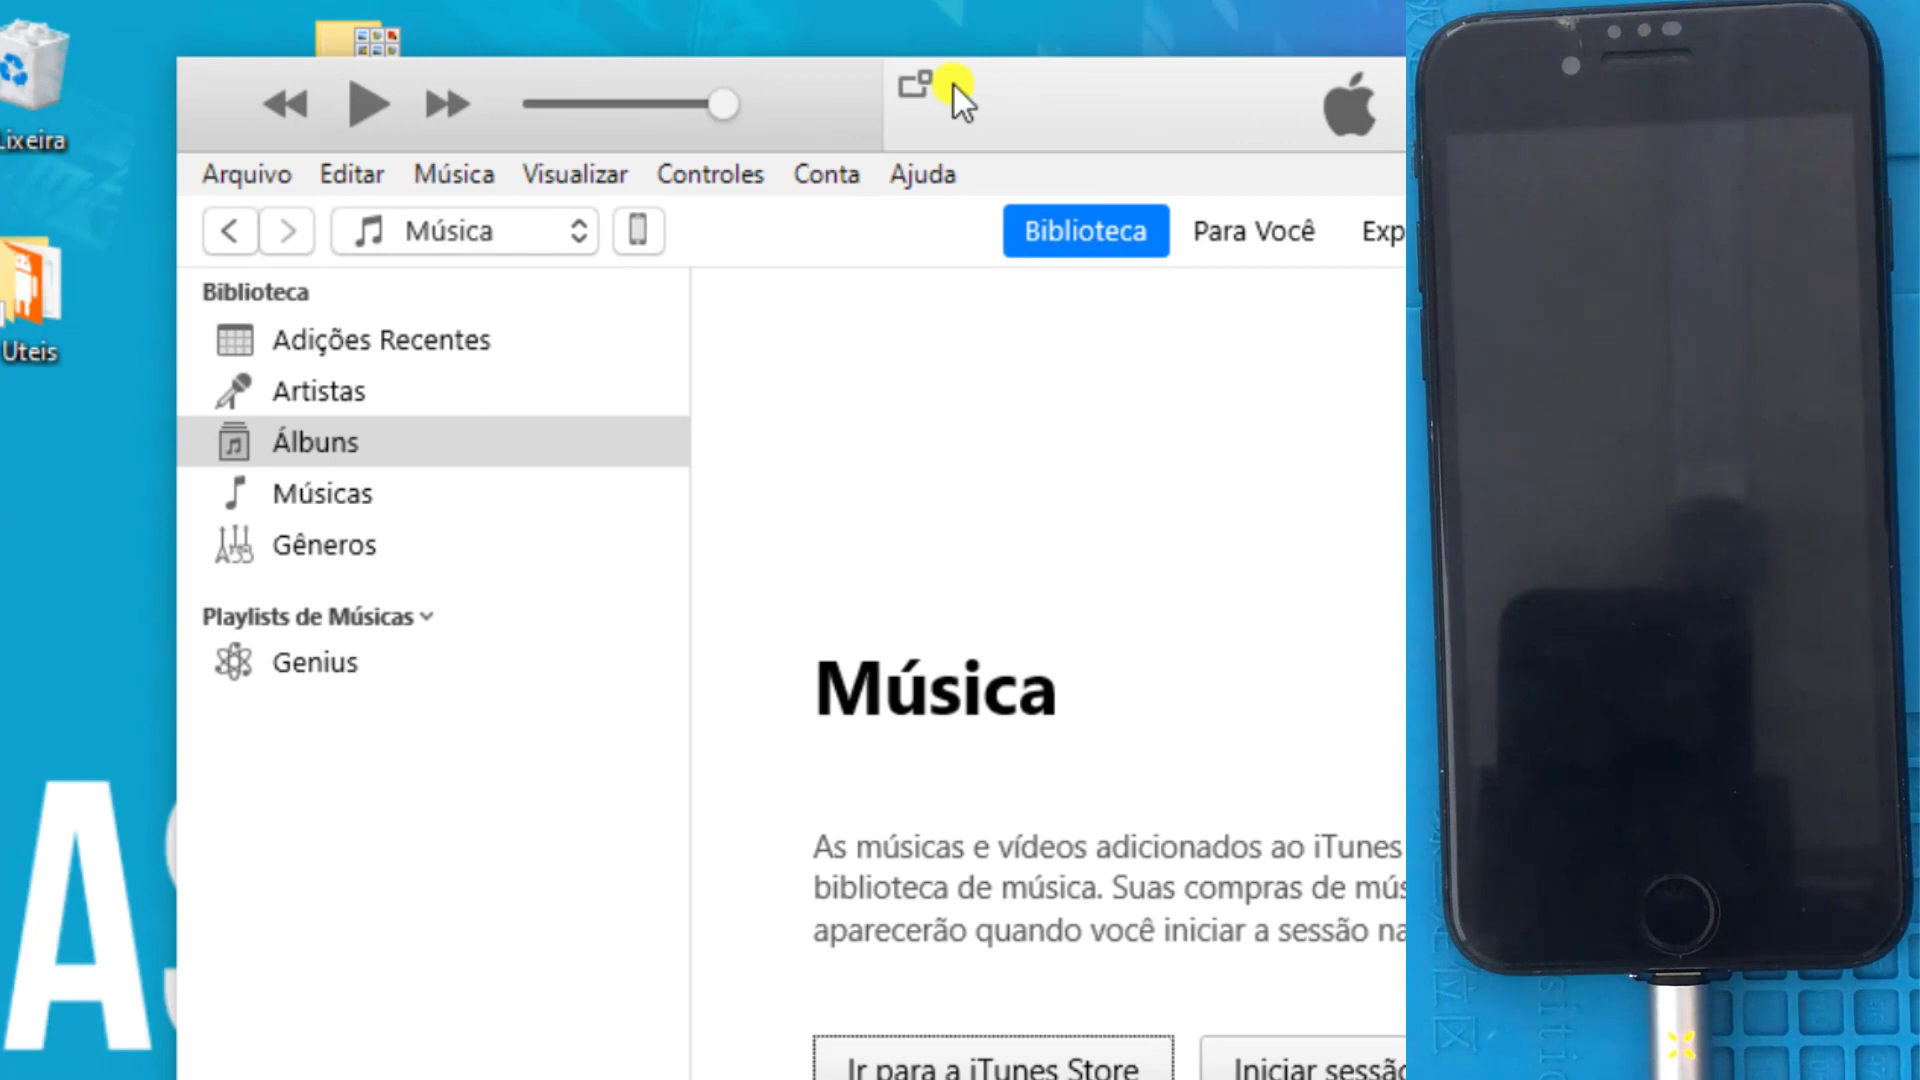 Lixeira
Uteis
Arquivo Editar Música Visualizar Controles Conta Ajuda
Música
Biblioteca Para Você Exp
Biblioteca
Adições Recentes
Artistas
Álbuns
Músicas
Gêneros
Playlists de Músicas
Genius
Música
As músicas e vídeos adicionados ao iTunes
biblioteca de música. Suas compras de mús
aparecerão quando você iniciar a sessão na
Ir para a iTunes Store
Iniciar sessão
A